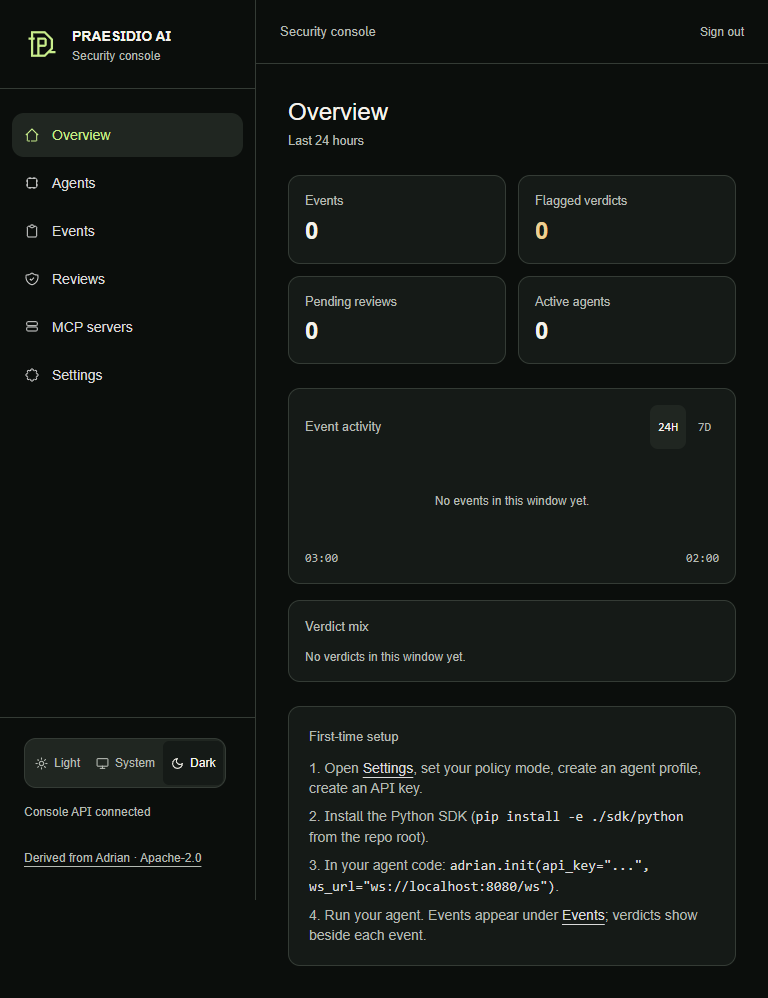 PRAESIDIO AI
Security console
Overview
Agents
Events
Reviews
MCP servers
Settings
Light
System
Dark
Console API connected
Derived from Adrian · Apache-2.0
Security console
Sign out
Overview
Last 24 hours
Events
0
Flagged verdicts
0
Pending reviews
0
Active agents
0
Event activity
24H
7D
No events in this window yet.
03:00
02:00
Verdict mix
No verdicts in this window yet.
First-time setup
1. Open Settings, set your policy mode, create an agent profile,
create an API key.
2. Install the Python SDK (pip install -e ./sdk/python
from the repo root).
3. In your agent code: adrian.init(api_key="...",
ws_url="ws://localhost:8080/ws").
4. Run your agent. Events appear under Events; verdicts show
beside each event.